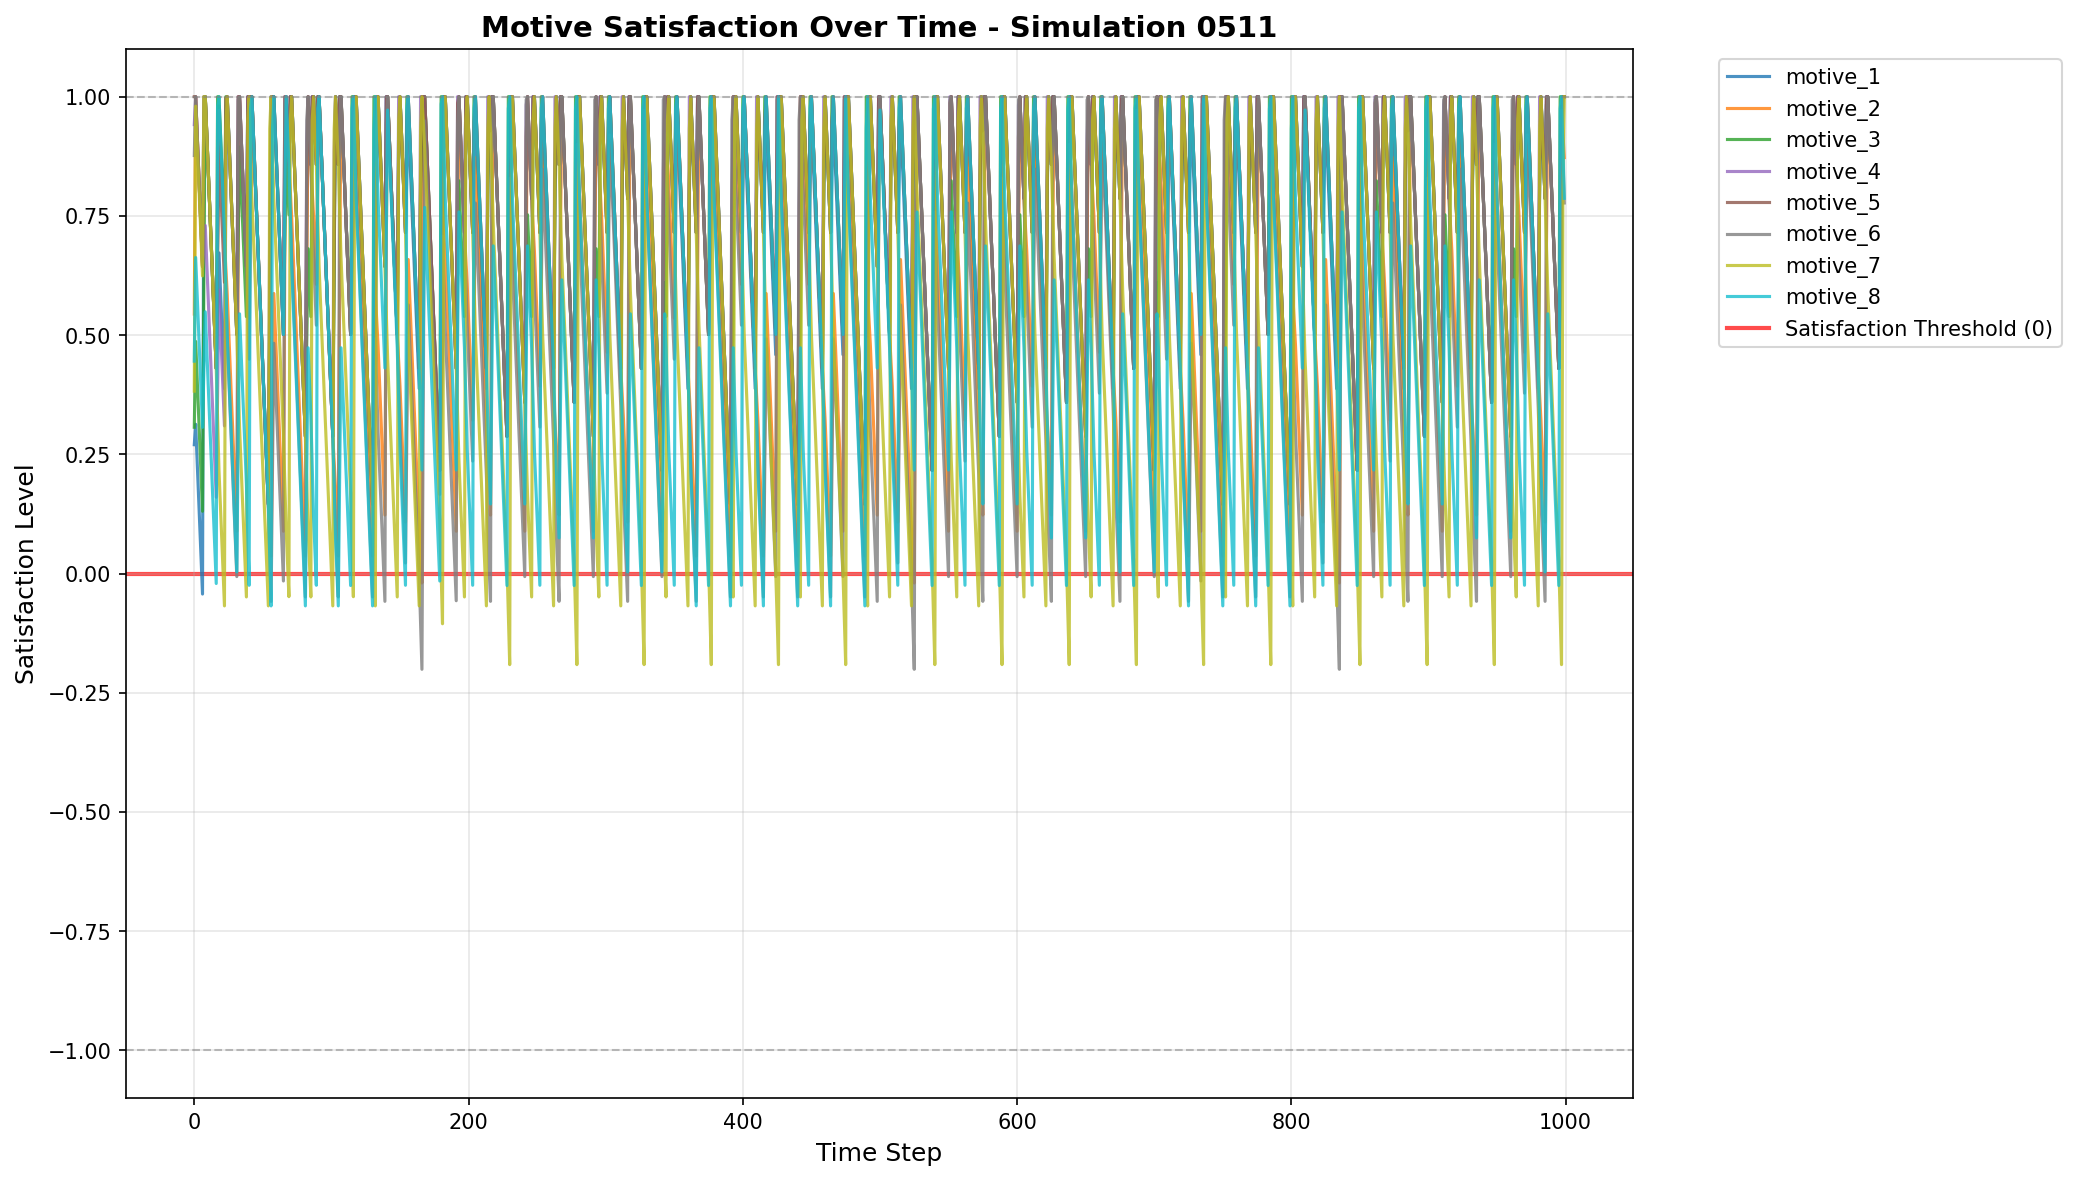 Motive Satisfaction Over Time - Simulation 0511
Satisfaction Level
1.00
0.75
0.50
0.25
0.00
−0.25
−0.50
−0.75
−1.00
0
200
400
600
800
1000
Time Step
motive_1
motive_2
motive_3
motive_4
motive_5
motive_6
motive_7
motive_8
Satisfaction Threshold (0)